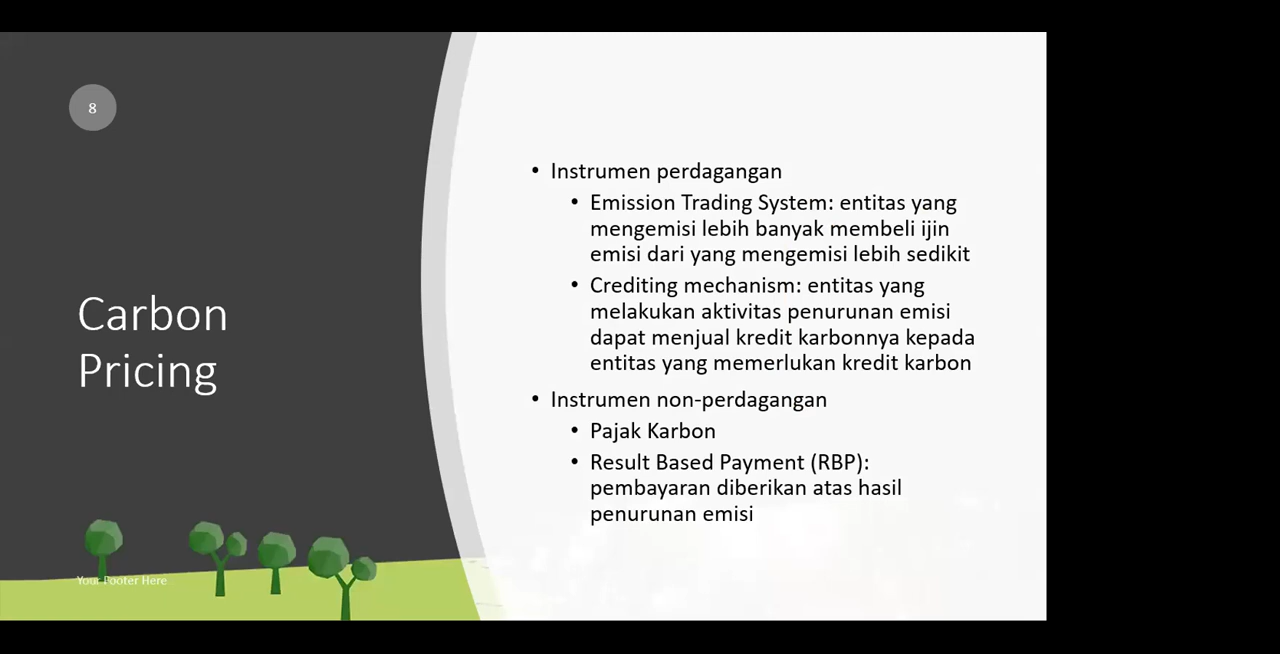 8
Carbon
Pricing
• Instrumen perdagangan
• Emission Trading System: entitas yang
mengemisi lebih banyak membeli ijin
emisi dari yang mengemisi lebih sedikit
• Crediting mechanism: entitas yang
melakukan aktivitas penurunan emisi
dapat menjual kredit karbonnya kepada
entitas yang memerlukan kredit karbon
• Instrumen non-perdagangan
• Pajak Karbon
• Result Based Payment (RBP):
pembayaran diberikan atas hasil
penurunan emisi
Your Footer Here